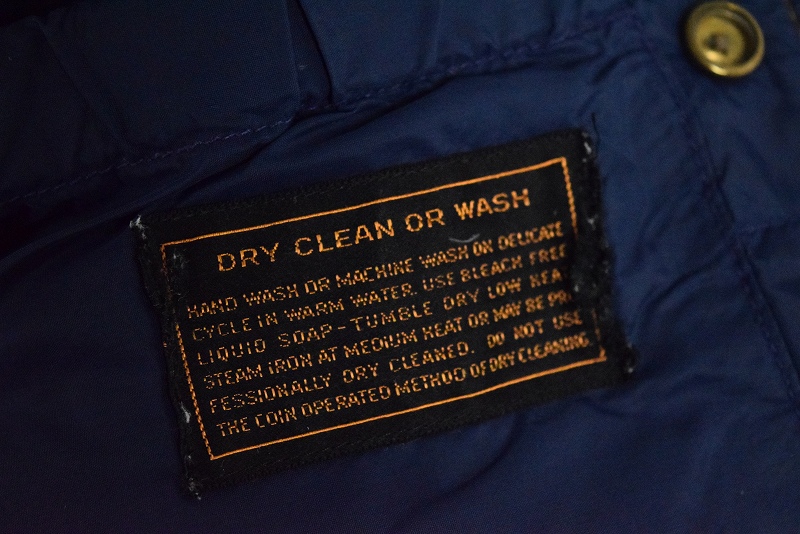 DRY CLEAN OR WASH
HAND WASH OR MACHINE WASH ON DELICATE
CYCLE IN WARM WATER. USE BLEACH FREE
LIQUID SOAP-TUMBLE DRY LOW HEA
STEAM IRON AT MEDIUM HEAT OR MAY BE PR
FESSIONALLY DRY CLEANED. DO NOT USE
THE COIN OPERATED METHOD OF DRY CLEANING